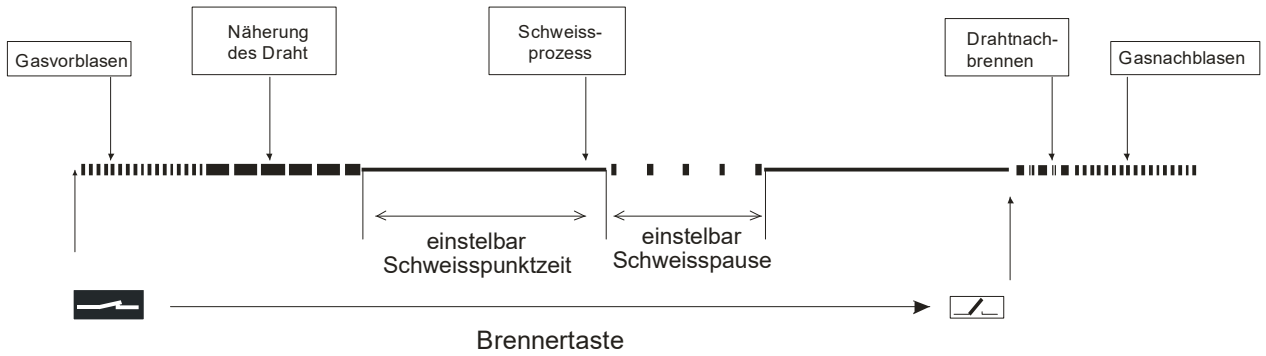 Gasvorblasen
Näherung
des Draht
Schweiss-
prozess
Drahtnach-
brennen
Gasnachblasen
einstelbar
Schweisspunktzeit
einstelbar
Schweisspause
Brennertaste